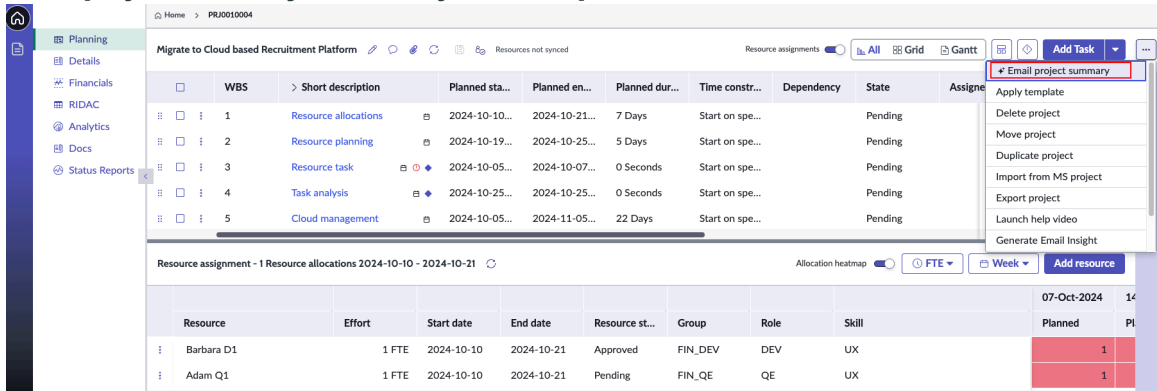 Home > PRJ0010004
Planning
Details
Financials
RIDAC
Analytics
Docs
Status Reports
Migrate to Cloud based Recruitment Platform Resources not synced Resource assignments All Grid Gantt Add Task
Email project summary
Apply template
Delete project
Move project
Duplicate project
Import from MS project
Export project
Launch help video
Generate Email Insight
WBS > Short description Planned sta... Planned en... Planned dur... Time constr... Dependency State Assigne
1 Resource allocations 2024-10-10... 2024-10-21... 7 Days Start on spe... Pending
2 Resource planning 2024-10-19... 2024-10-25... 5 Days Start on spe... Pending
3 Resource task 2024-10-05... 2024-10-07... 0 Seconds Start on spe... Pending
4 Task analysis 2024-10-25... 2024-10-25... 0 Seconds Start on spe... Pending
5 Cloud management 2024-10-05... 2024-11-05... 22 Days Start on spe... Pending
Resource assignment - 1 Resource allocations 2024-10-10 - 2024-10-21 Allocation heatmap FTE Week Add resource
07-Oct-2024 14
Resource Effort Start date End date Resource st... Group Role Skill Planned Pl
Barbara D1 1 FTE 2024-10-10 2024-10-21 Approved FIN_DEV DEV UX 1
Adam Q1 1 FTE 2024-10-10 2024-10-21 Pending FIN_QE QE UX 1